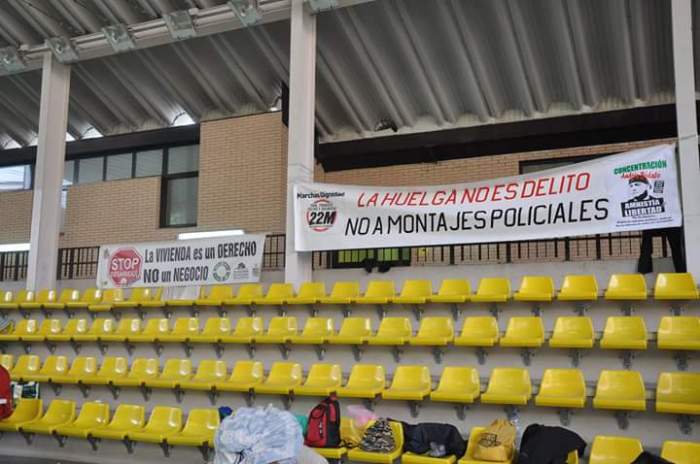 Marchas Dignidad
22M
LA HUELGA NO ES DELITO
NO A MONTAJES POLICIALES
CONCENTRACIÓN
AMNISTIA
LIBERTAD
STOP
La VIVIENDA es un DERECHO
NO un NEGOCIO